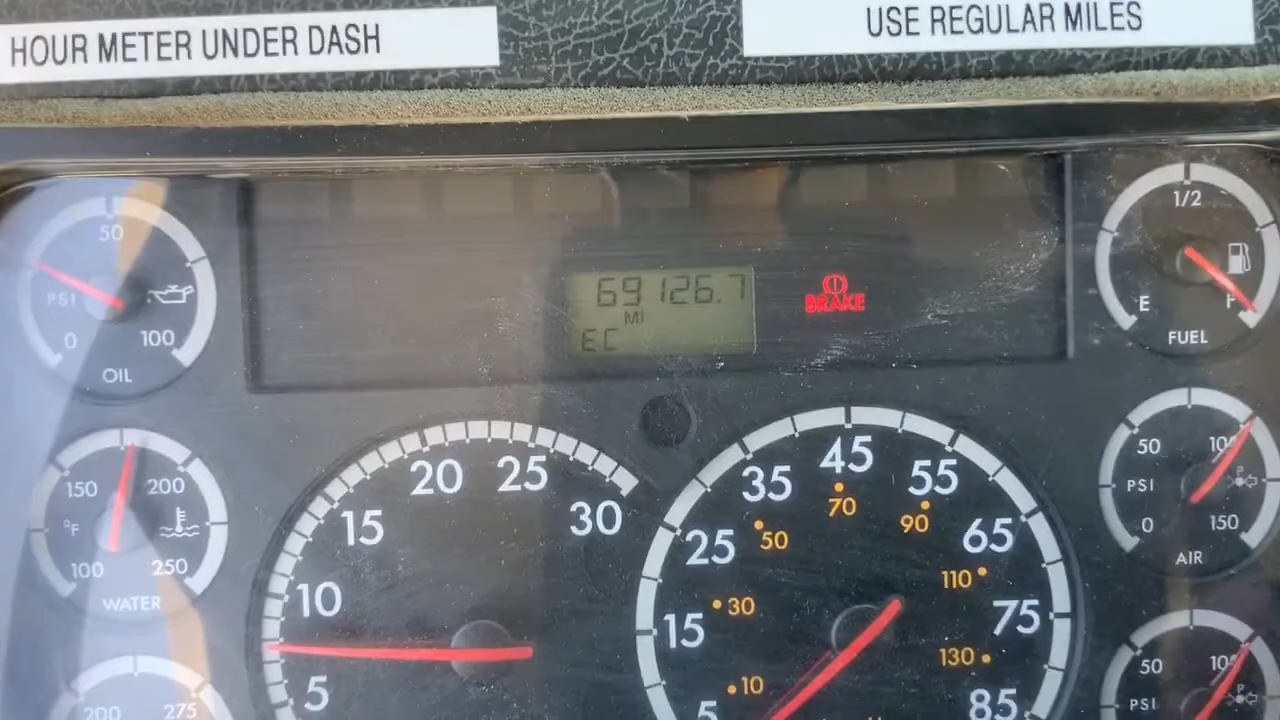 HOUR METER UNDER DASH
USE REGULAR MILES
50
PSI
0
100
OIL
69126.7
MI
EC
BRAKE
1/2
E
F
FUEL
150
200
°F
100
250
WATER
5
10
15
20
25
30
5
15
25
35
45
55
65
75
85
10
30
50
70
90
110
130
50
100
PSI
0
150
AIR
200
275
50
100
PSI